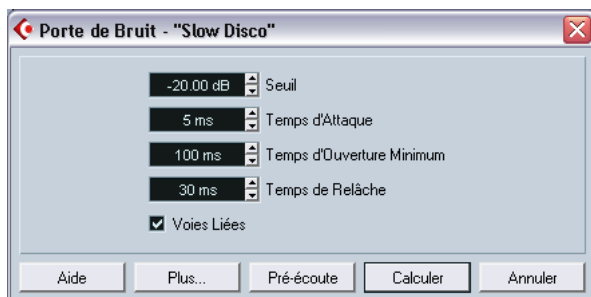 Porte de Bruit - "Slow Disco"
-20.00 dB Seuil
5 ms Temps d'Attaque
100 ms Temps d'Ouverture Minimum
30 ms Temps de Relâche
Voies Liées
Aide Plus... Pré-écoute Calculer Annuler